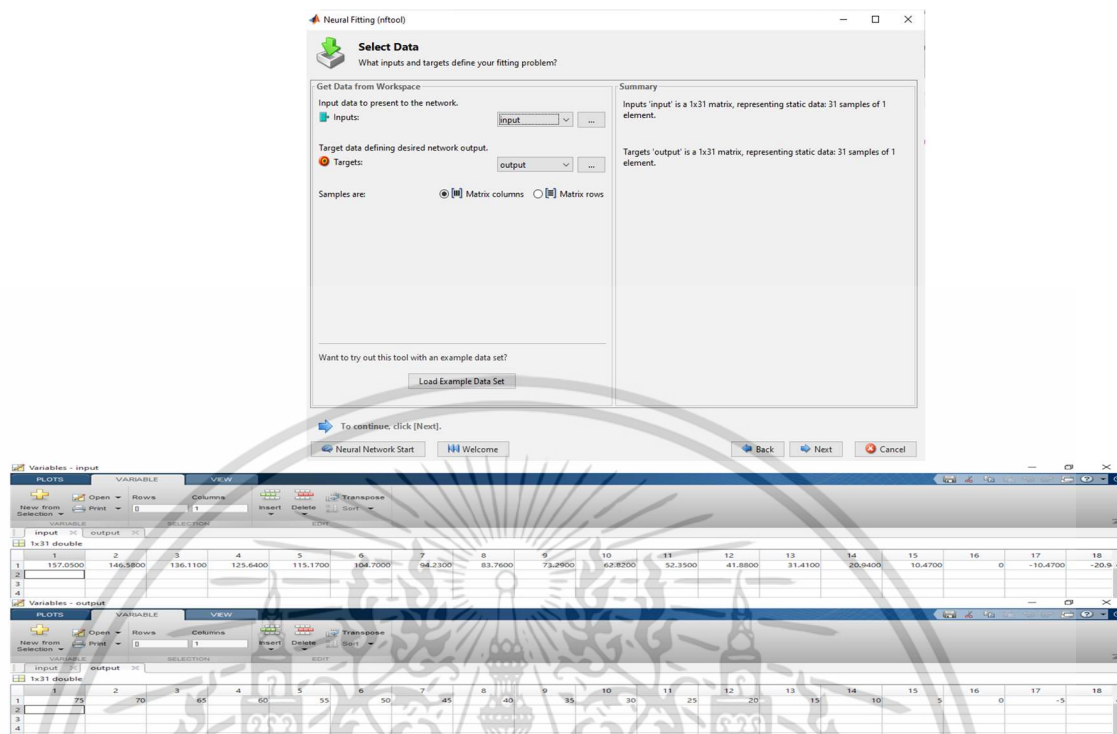 Neural Fitting (nftool)
Select Data
What inputs and targets define your fitting problem?
Get Data from Workspace
Input data to present to the network.
Inputs: input ...
Target data defining desired network output.
Targets: output ...
Samples are: Matrix columns Matrix rows
Want to try out this tool with an example data set?
Load Example Data Set
Summary
Inputs 'input' is a 1x31 matrix, representing static data: 31 samples of 1
element.
Targets 'output' is a 1x31 matrix, representing static data: 31 samples of 1
element.
To continue, click [Next].
Neural Network Start Welcome Back Next Cancel
Variables - input
PLOTS VARIABLE VIEW
Open Rows Columns Transpose
New from Print 1 Insert Delete Sort
Selection
VARIABLE SELECTION EDIT
input output
1x31 double
1 2 3 4 5 6 7 8 9 10 11 12 13 14 15 16 17 18
1 157.0500 146.5800 136.1100 125.6400 115.1700 104.7000 94.2300 83.7600 73.2900 62.8200 52.3500 41.8800 31.4100 20.9400 10.4700 0 -10.4700 -20.9
2
3
4
Variables - output
PLOTS VARIABLE VIEW
Open Rows Columns Transpose
New from Print 1 Insert Delete Sort
Selection
VARIABLE SELECTION EDIT
input output
1x31 double
1 2 3 4 5 6 7 8 9 10 11 12 13 14 15 16 17 18
1 75 70 65 60 55 50 45 40 35 30 25 20 15 10 5 0 -5
2
3
4